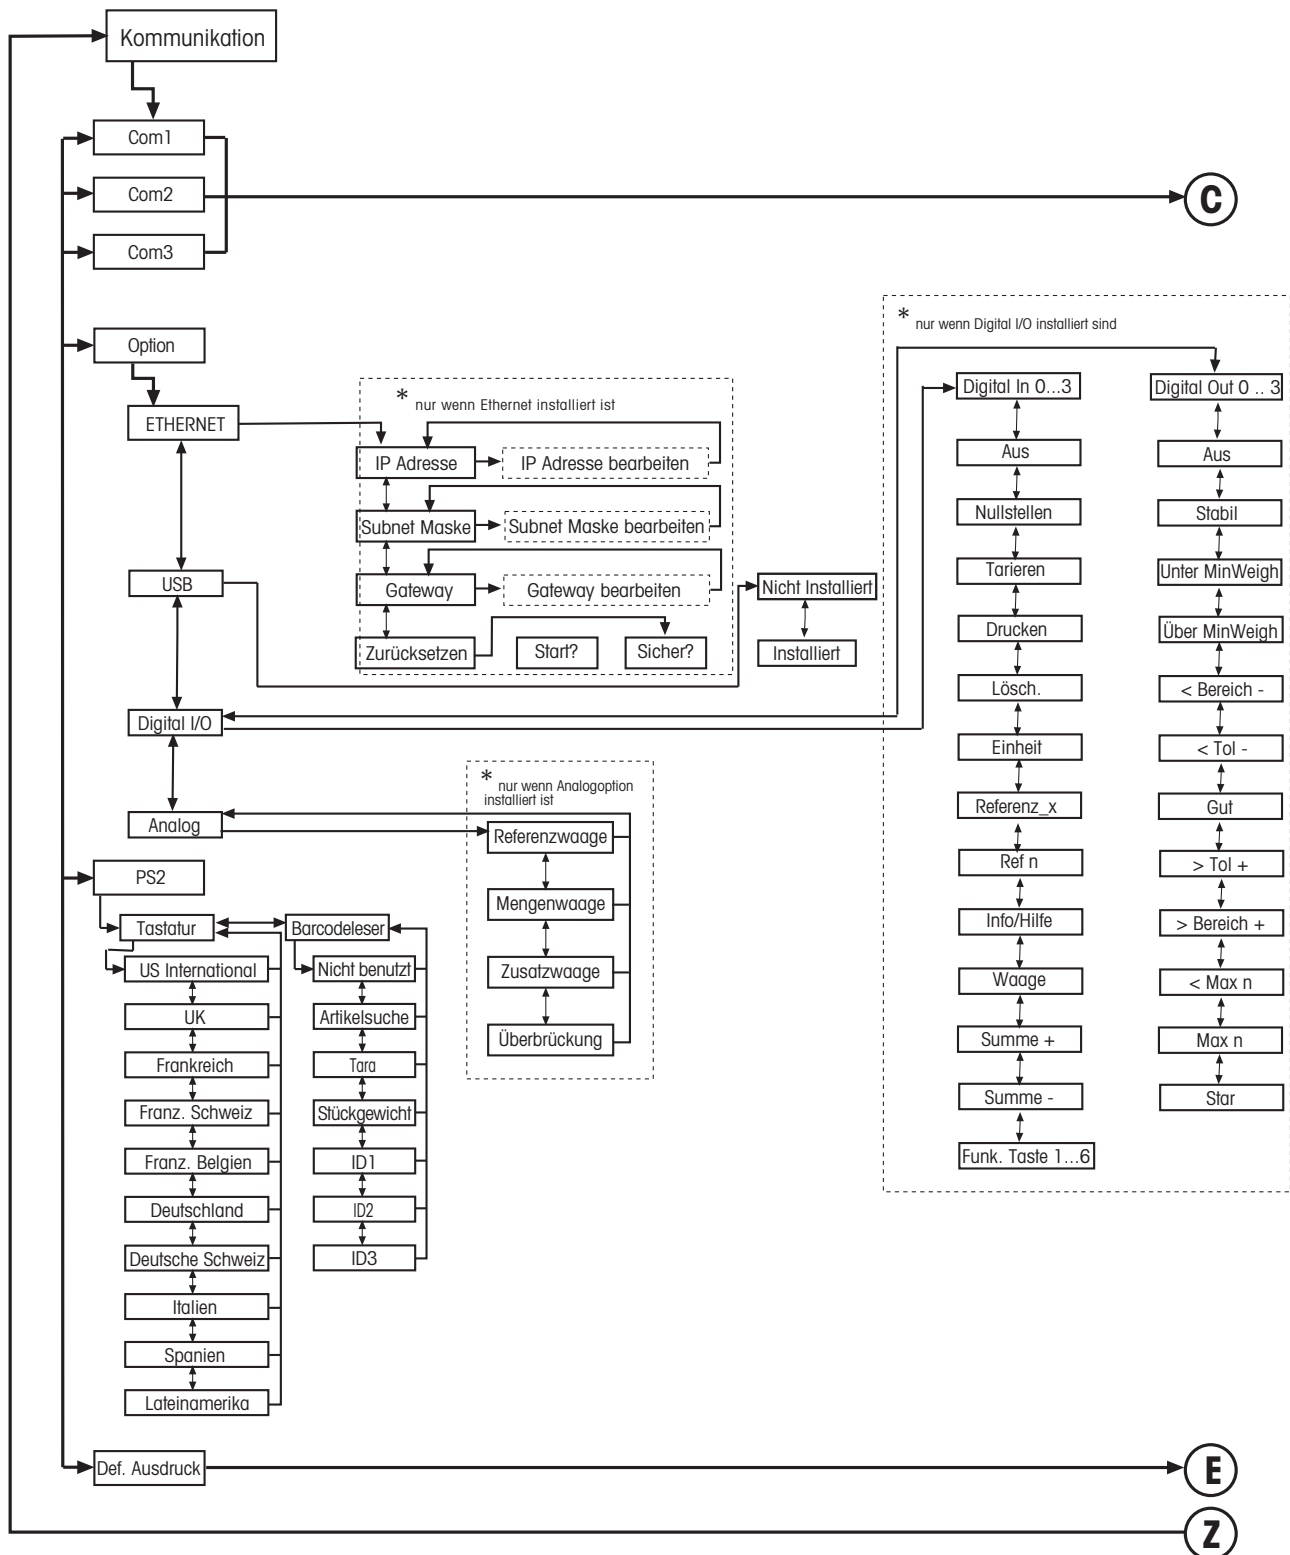 Kommunikation
Com1
Com2
C
Com3
* nur wenn Digital I/O installiert sind
Option
Digital In 0...3
Digital Out 0 .. 3
ETHERNET
* nur wenn Ethernet installiert ist
IP Adresse
IP Adresse bearbeiten
Subnet Maske
Subnet Maske bearbeiten
Gateway
Gateway bearbeiten
Zurücksetzen
Start?
Sicher?
USB
Nicht Installiert
Installiert
Aus
Nullstellen
Tarieren
Drucken
Lösch.
Einheit
Referenz_x
Ref n
Info/Hilfe
Waage
Summe +
Summe -
Funk. Taste 1...6
Aus
Stabil
Unter MinWeigh
Über MinWeigh
< Bereich -
< Tol -
Gut
> Tol +
> Bereich +
< Max n
Max n
Star
Digital I/O
Analog
* nur wenn Analogoption
installiert ist
Referenzwaage
Mengenwaage
Zusatzwaage
Überbrückung
PS2
Tastatur
Barcodeleser
US International
UK
Frankreich
Franz. Schweiz
Franz. Belgien
Deutschland
Deutsche Schweiz
Italien
Spanien
Lateinamerika
Nicht benutzt
Artikelsuche
Tara
Stückgewicht
ID1
ID2
ID3
Def. Ausdruck
E
Z